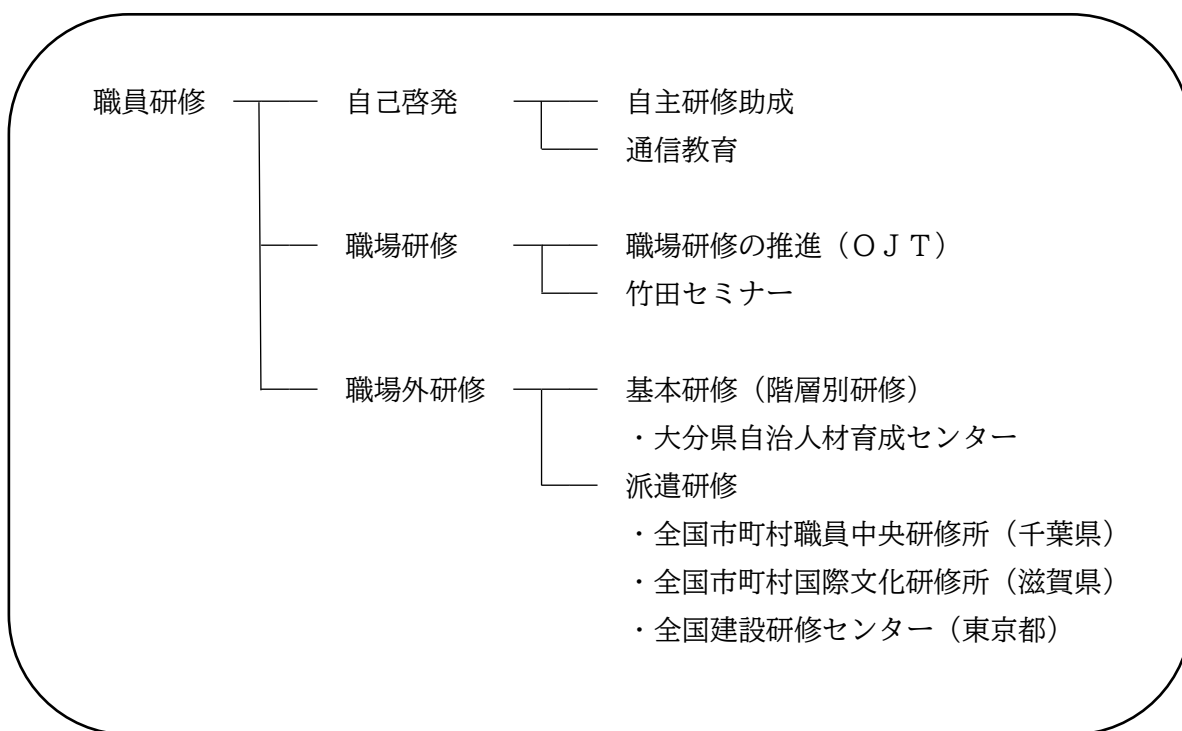 職員研修 自己啓発 自主研修助成
通信教育
職場研修 職場研修の推進（ＯＪＴ）
竹田セミナー
職場外研修 基本研修（階層別研修）
・大分県自治人材育成センター
派遣研修
・全国市町村職員中央研修所（千葉県）
・全国市町村国際文化研修所（滋賀県）
・全国建設研修センター（東京都）